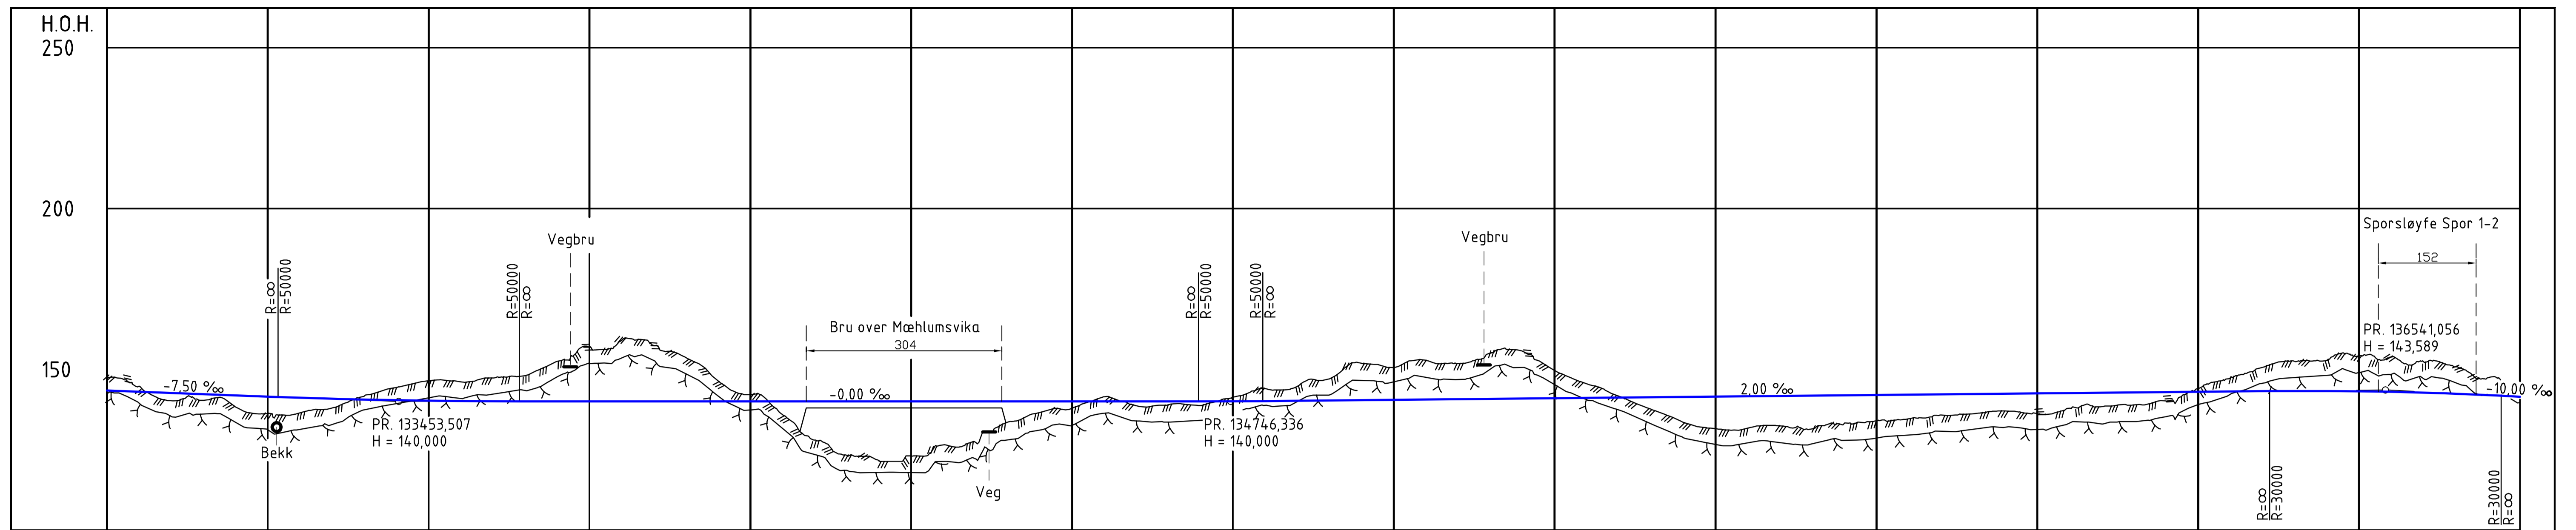 H.O.H.
250
200
150
-7,50 ‰
R=∞
R=50000
Bekk
PR. 133453,507
H = 140,000
R=50000
R=∞
Vegbru
Bru over Mæhlumsvika
304
-0,00 ‰
Veg
R=∞
R=50000
PR. 134746,336
H = 140,000
R=50000
R=∞
Vegbru
2,00 ‰
R=∞
R=30000
Sporsløyfe Spor 1-2
152
PR. 136541,056
H = 143,589
-10,00 ‰
R=30000
R=∞